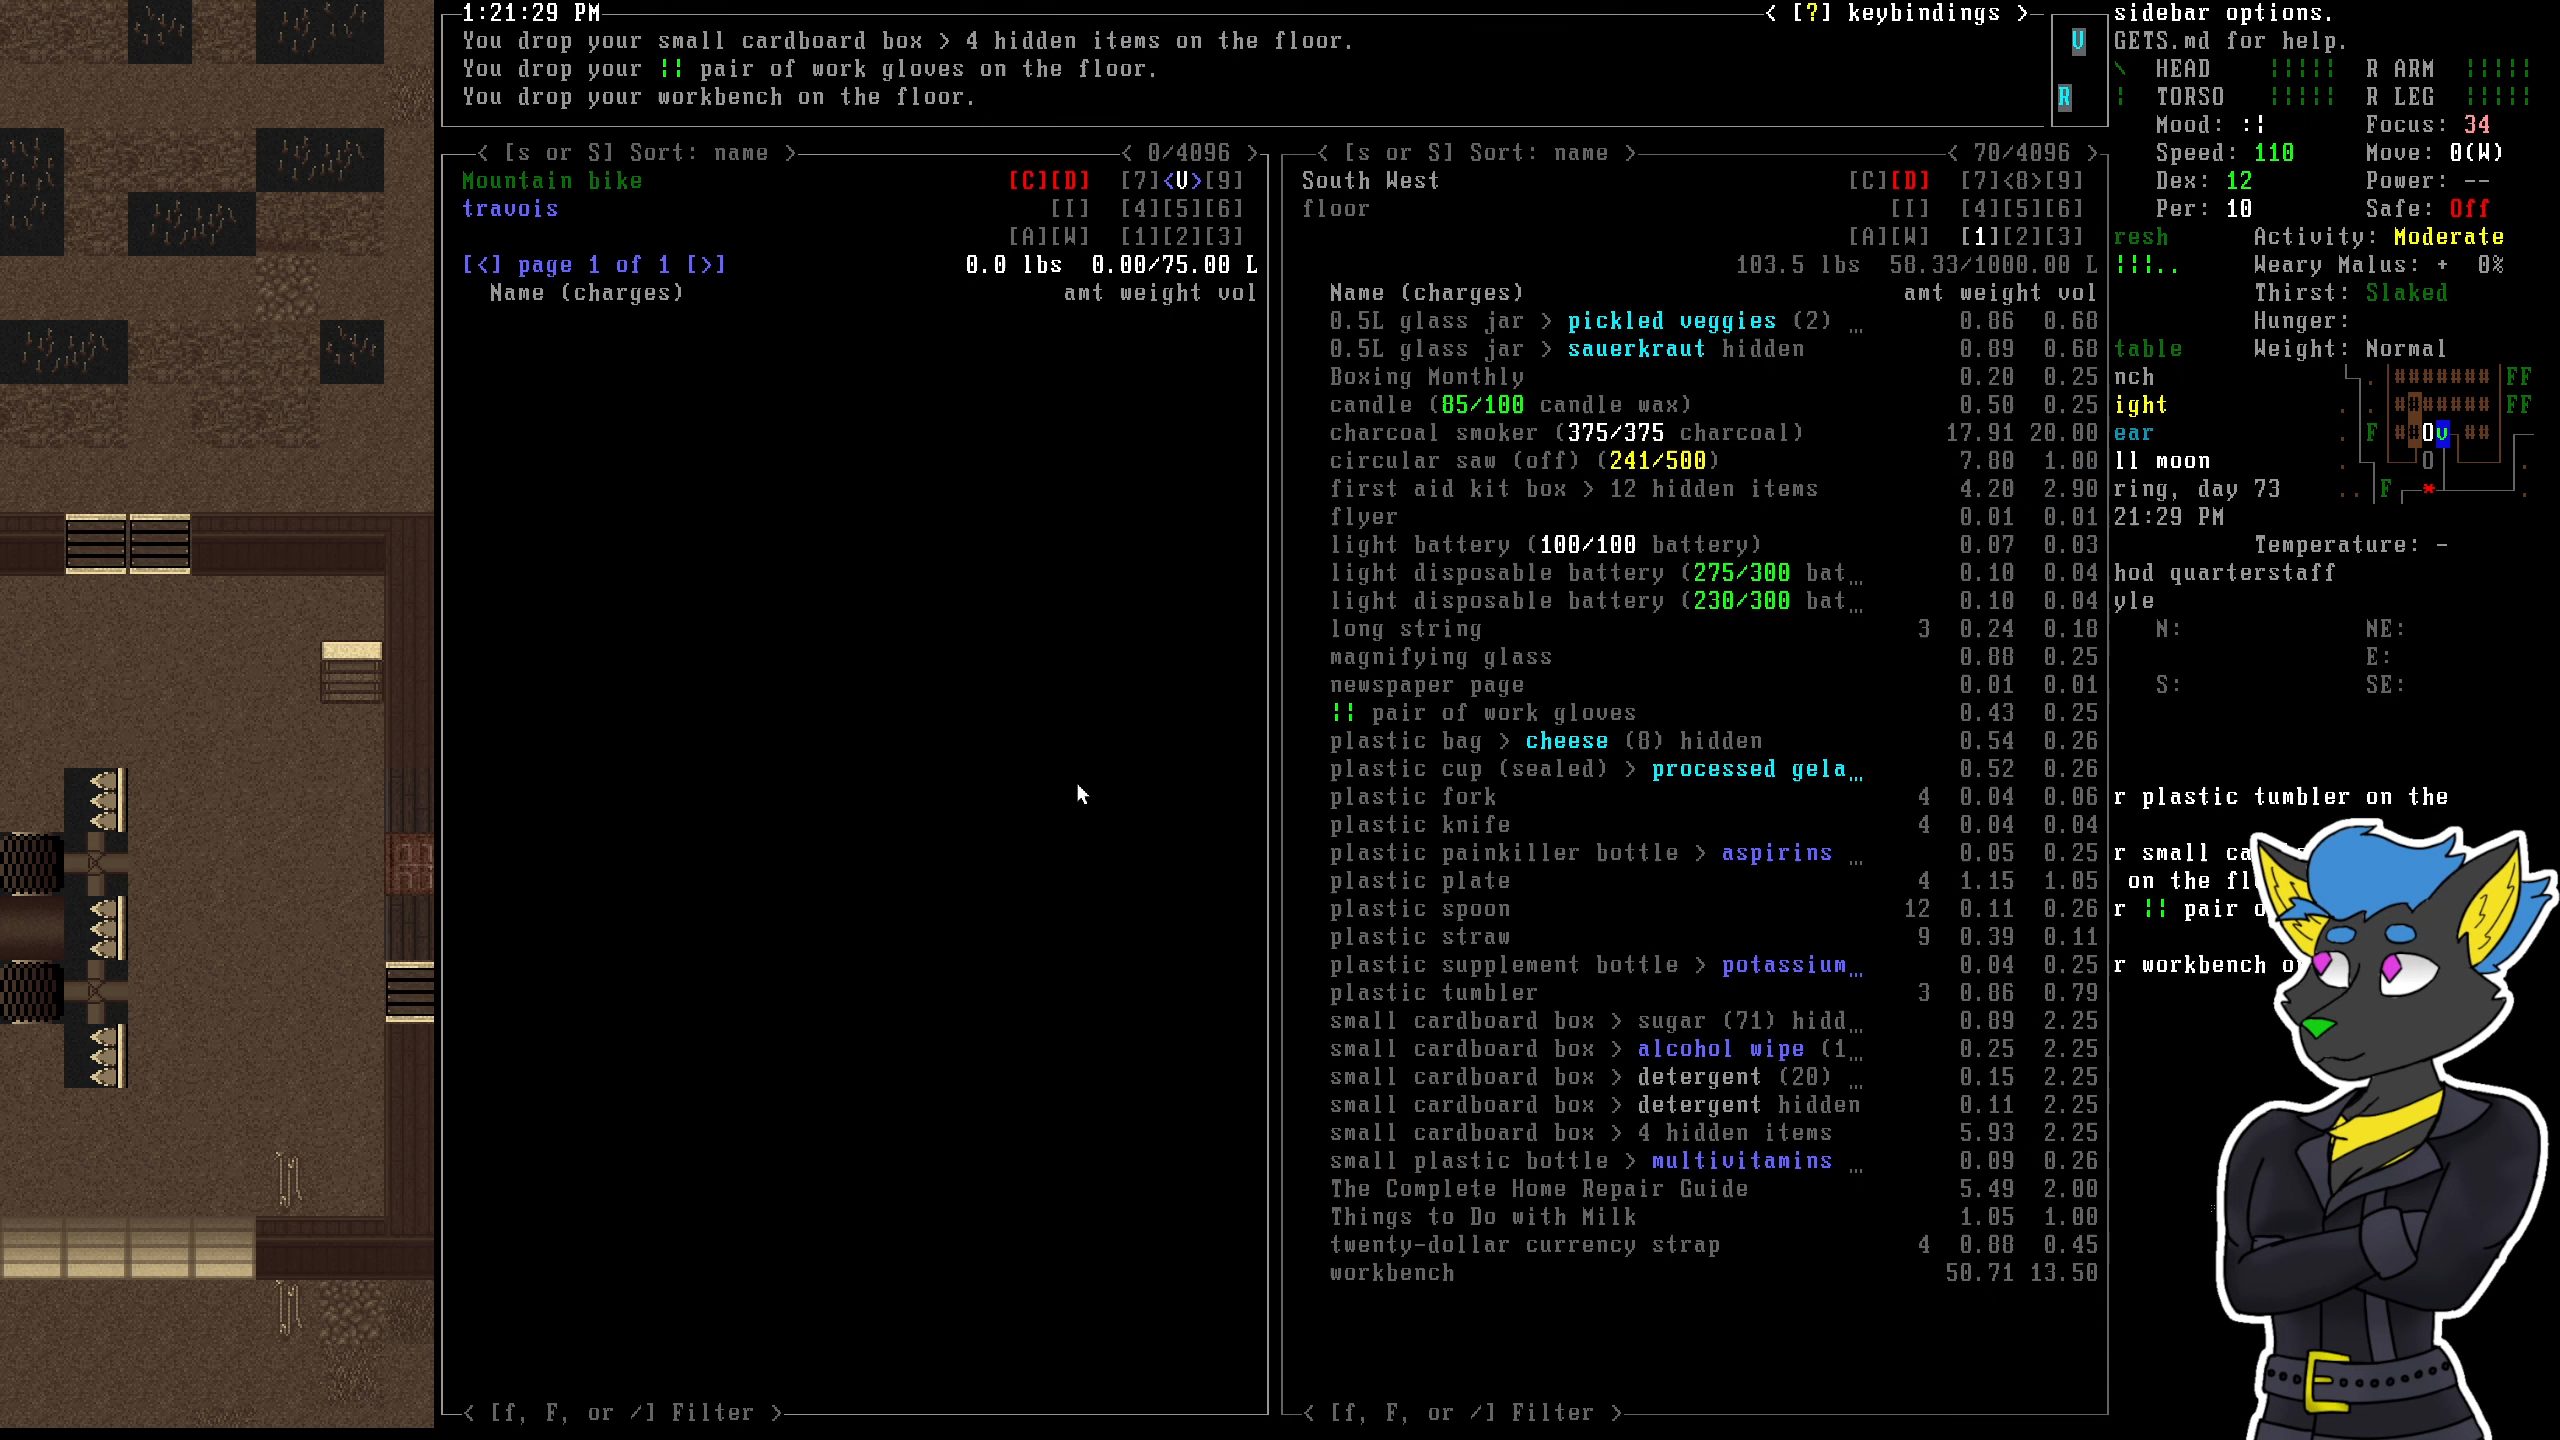 1:21:29 PM < [?] keybindings >
You drop your small cardboard box > 4 hidden items on the floor.
You drop your ¦¦ pair of work gloves on the floor.
You drop your workbench on the floor.
V
R
< [s or S] Sort: name > < 0/4096 >
Mountain bike [C][D] [7]<V>[9]
travois [I] [4][5][6]
[A][W] [1][2][3]
[<] page 1 of 1 [>] 0.0 lbs 0.00/75.00 L
Name (charges) amt weight vol
< [f, F, or /] Filter >
< [s or S] Sort: name > < 70/4096 >
South West [C][D] [7]<8>[9]
floor [I] [4][5][6]
[A][W] [1][2][3]
103.5 lbs 58.33/1000.00 L
Name (charges) amt weight vol
0.5L glass jar > pickled veggies (2) … 0.86 0.68
0.5L glass jar > sauerkraut hidden 0.89 0.68
Boxing Monthly 0.20 0.25
candle (85/100 candle wax) 0.50 0.25
charcoal smoker (375/375 charcoal) 17.91 20.00
circular saw (off) (241/500) 7.80 1.00
first aid kit box > 12 hidden items 4.20 2.90
flyer 0.01 0.01
light battery (100/100 battery) 0.07 0.03
light disposable battery (275/300 bat… 0.10 0.04
light disposable battery (230/300 bat… 0.10 0.04
long string 3 0.24 0.18
magnifying glass 0.88 0.25
newspaper page 0.01 0.01
¦¦ pair of work gloves 0.43 0.25
plastic bag > cheese (8) hidden 0.54 0.26
plastic cup (sealed) > processed gela… 0.52 0.26
plastic fork 4 0.04 0.06
plastic knife 4 0.04 0.04
plastic painkiller bottle > aspirins … 0.05 0.25
plastic plate 4 1.15 1.05
plastic spoon 12 0.11 0.26
plastic straw 9 0.39 0.11
plastic supplement bottle > potassium… 0.04 0.25
plastic tumbler 3 0.86 0.79
small cardboard box > sugar (71) hidd… 0.89 2.25
small cardboard box > alcohol wipe (1… 0.25 2.25
small cardboard box > detergent (20) … 0.15 2.25
small cardboard box > detergent hidden 0.11 2.25
small cardboard box > 4 hidden items 5.93 2.25
small plastic bottle > multivitamins … 0.09 0.26
The Complete Home Repair Guide 5.49 2.00
Things to Do with Milk 1.05 1.00
twenty-dollar currency strap 4 0.88 0.45
workbench 50.71 13.50
< [f, F, or /] Filter >
sidebar options.
GETS.md for help.
\ HEAD ¦¦¦¦¦ R ARM ¦¦¦¦¦
¦ TORSO ¦¦¦¦¦ R LEG ¦¦¦¦¦
Mood: :¦ Focus: 34
Speed: 110 Move: 0(W)
Dex: 12 Power: --
Per: 10 Safe: Off
resh Activity: Moderate
¦¦¦.. Weary Malus: + 0%
Thirst: Slaked
Hunger:
table Weight: Normal
nch
ight
ear
ll moon
ring, day 73
21:29 PM
Temperature: -
hod quarterstaff
yle
N: NE:
E:
S: SE:
r plastic tumbler on the
r small ca
on the fl
r ¦¦ pair o
r workbench o